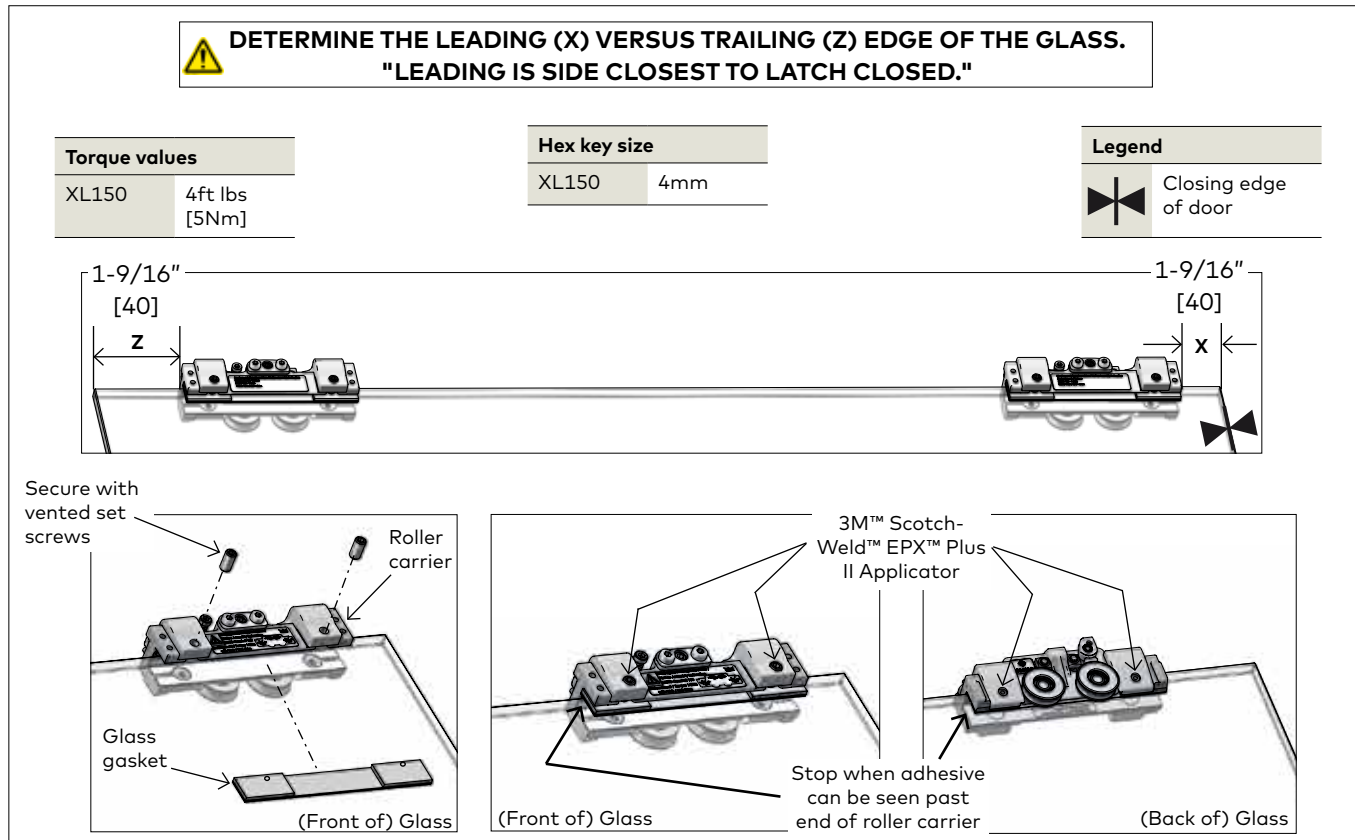 DETERMINE THE LEADING (X) VERSUS TRAILING (Z) EDGE OF THE GLASS.
"LEADING IS SIDE CLOSEST TO LATCH CLOSED."
Torque values
XL150
4ft lbs
[5Nm]
Hex key size
XL150
4mm
Legend
Closing edge
of door
1-9/16"
[40]
Z
1-9/16"
[40]
X
Secure with
vented set
screws
Roller
carrier
Glass
gasket
(Front of) Glass
3M™ Scotch-
Weld™ EPX™ Plus
II Applicator
Stop when adhesive
can be seen past
end of roller carrier
(Front of) Glass
(Back of) Glass